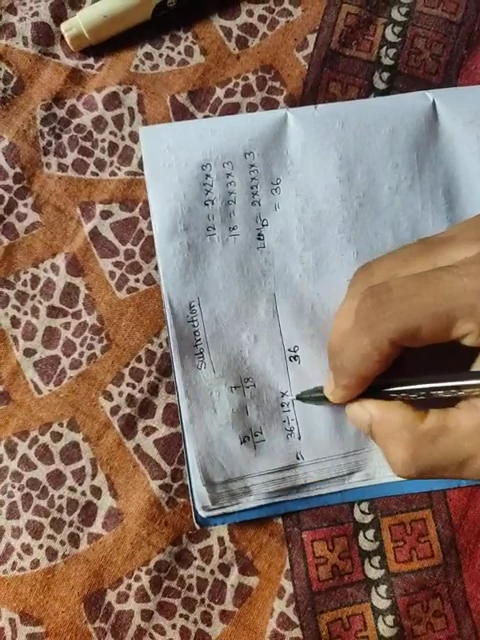 Subtraction
5/12 - 7/18
= 36÷12×
36
12 = 2×2×3
18 = 2×3×3
Lcm = 2×2×3×3
= 36